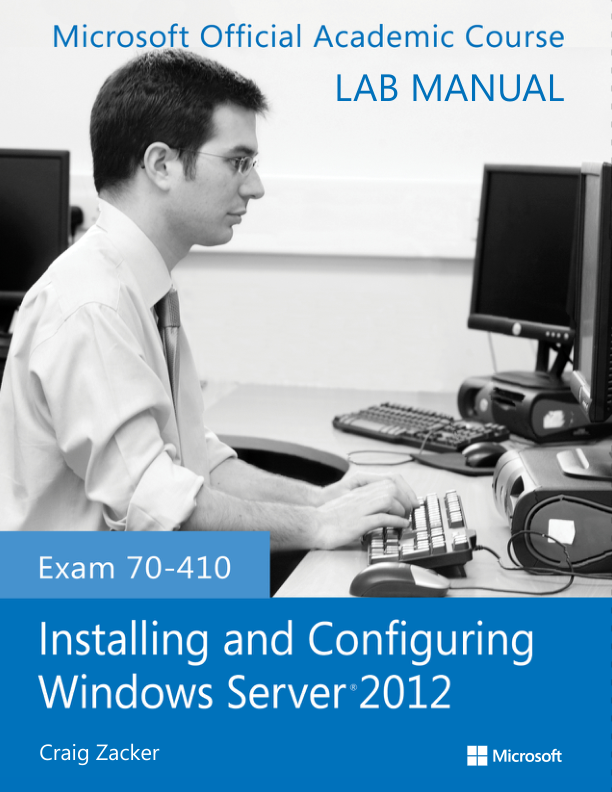 Microsoft Official Academic Course
LAB MANUAL
Exam 70-410
Installing and Configuring
Windows Server® 2012
Craig Zacker
Microsoft